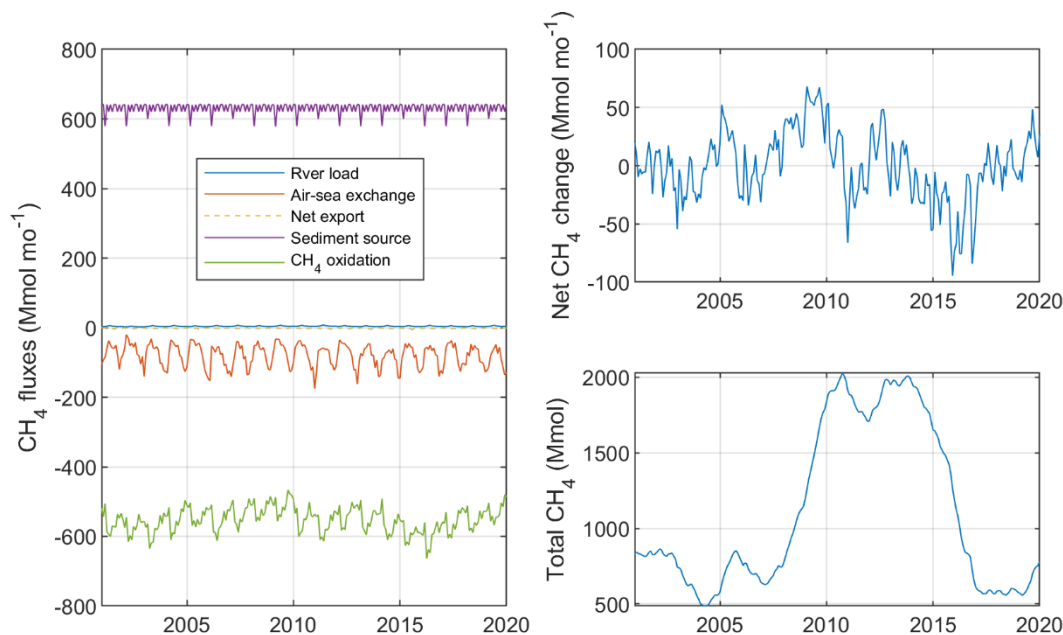 CH₄ fluxes (Mmol mo⁻¹)
800
600
400
200
0
-200
-400
-600
-800
2005 2010 2015 2020
Rver load
Air-sea exchange
Net export
Sediment source
CH₄ oxidation
Net CH₄ change (Mmol mo⁻¹)
100
50
0
-50
-100
2005 2010 2015 2020
Total CH₄ (Mmol)
2000
1500
1000
500
2005 2010 2015 2020